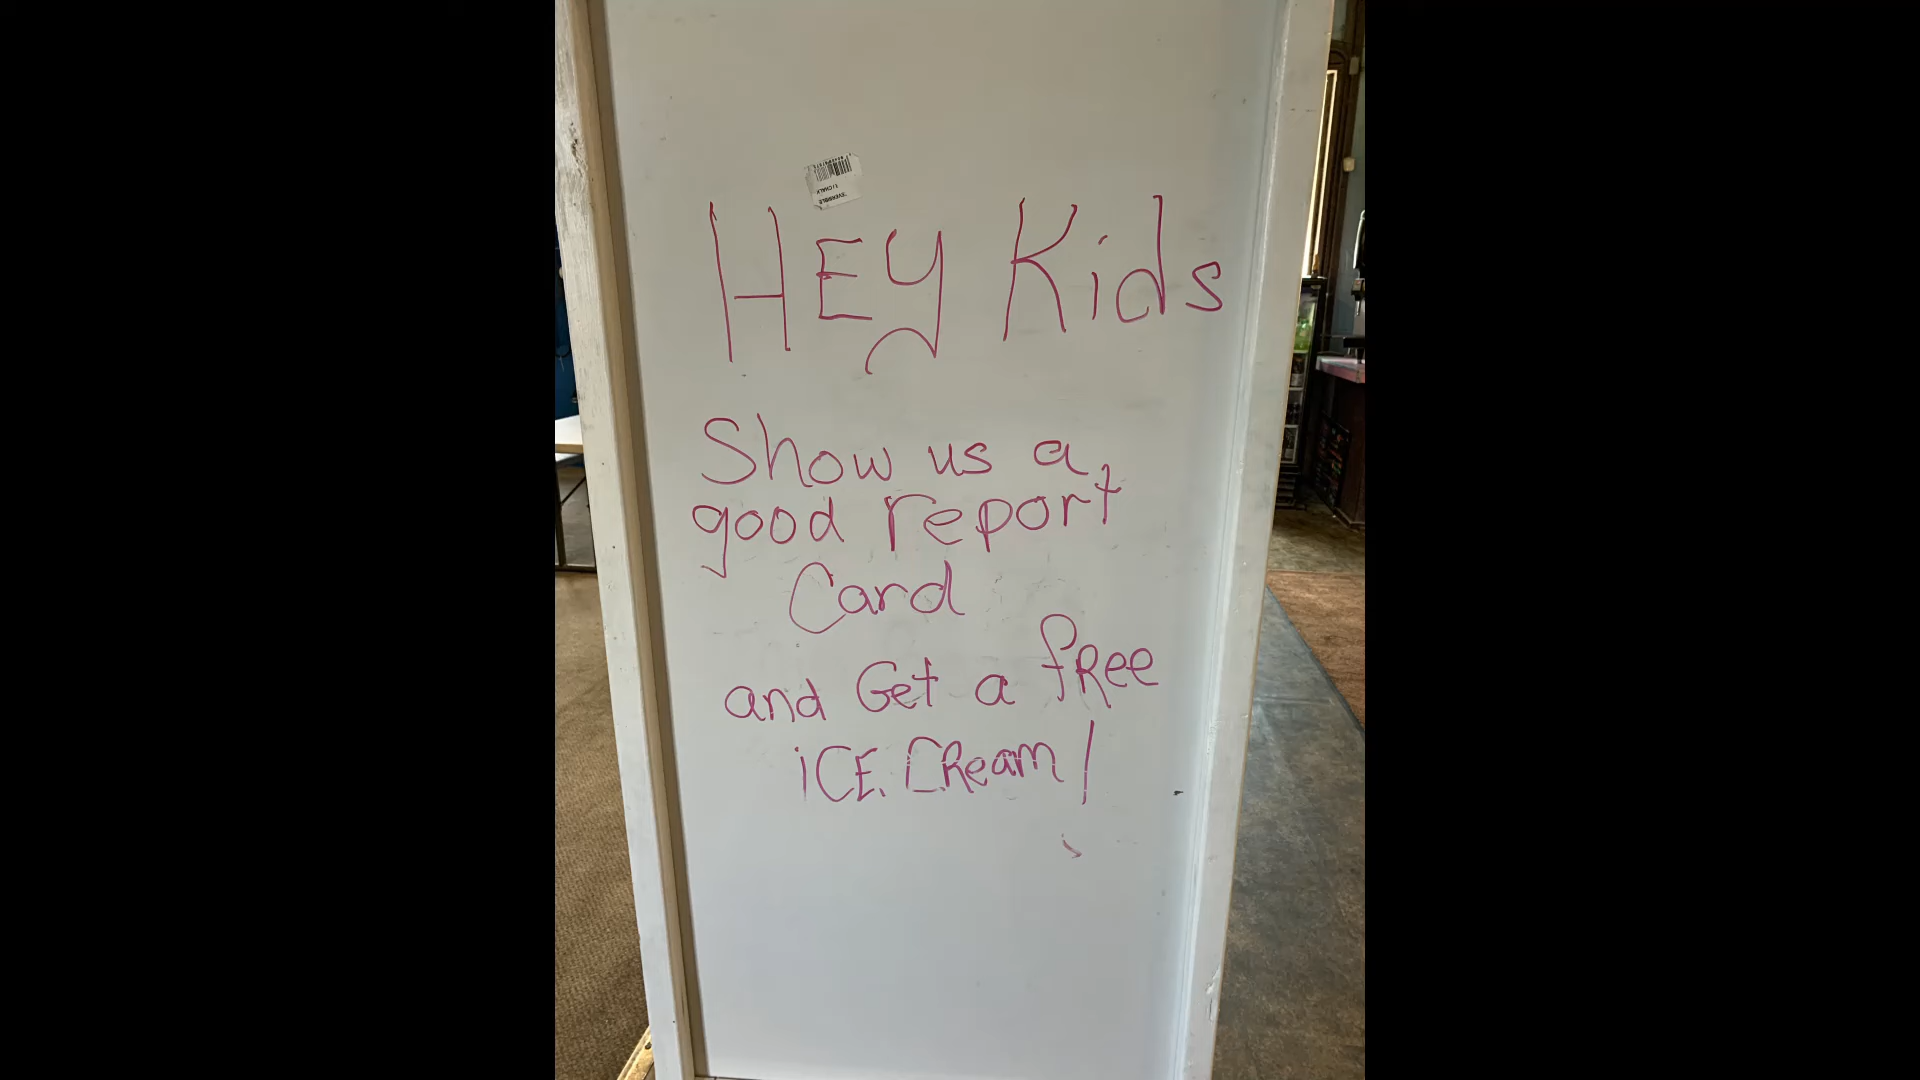 HEy Kids
Show us a
good report
Card
and Get a fRee
iCE CReam!